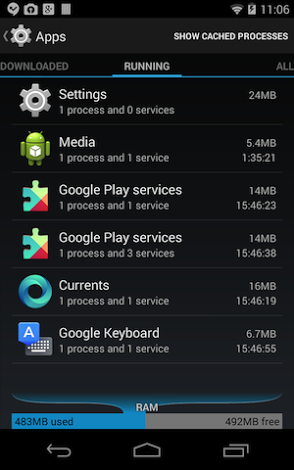 11:06
Apps
SHOW CACHED PROCESSES
DOWNLOADED
RUNNING
ALL
Settings
24MB
1 process and 0 services
Media
5.4MB
1 process and 1 service
1:35:21
Google Play services
14MB
1 process and 1 service
15:46:23
Google Play services
14MB
1 process and 3 services
15:46:38
Currents
16MB
1 process and 1 service
15:46:19
Google Keyboard
6.7MB
1 process and 1 service
15:46:55
A
RAM
483MB used
492MB free